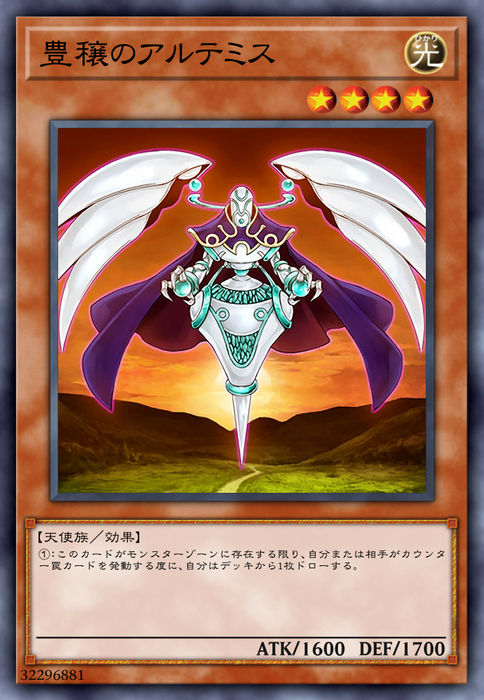 豊穣のアルテミス
ひかり
光
【天使族／効果】
①：このカードがモンスターゾーンに存在する限り、自分または相手がカウンタ
ー罠カードを発動する度に、自分はデッキから1枚ドローする。
ATK/1600 DEF/1700
32296881